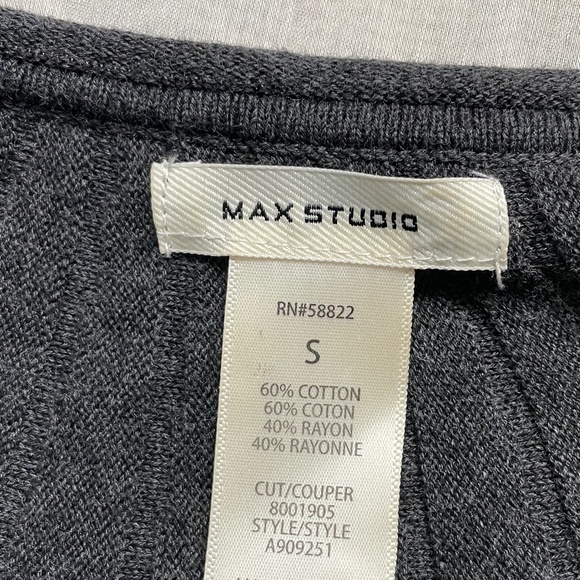 MAX STUDIO
RN#58822
S
60% COTTON
60% COTON
40% RAYON
40% RAYONNE
CUT/COUPER
8001905
STYLE/STYLE
A909251